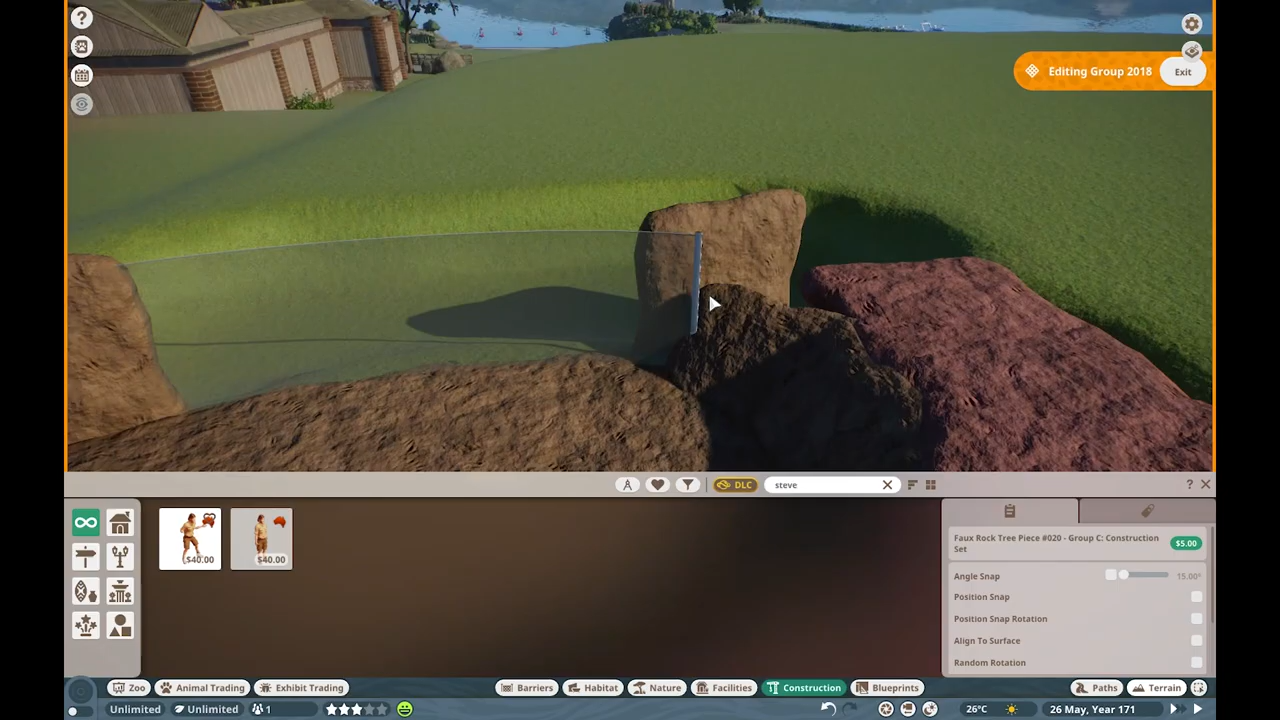 Editing Group 2018
Exit
DLC
steve
$40.00
$40.00
Faux Rock Tree Piece #020 - Group C: Construction
Set
$5.00
Angle Snap
15.00°
Position Snap
Position Snap Rotation
Align To Surface
Random Rotation
Zoo
Animal Trading
Exhibit Trading
Barriers
Habitat
Nature
Facilities
Construction
Blueprints
Paths
Terrain
Unlimited
Unlimited
1
26°C
26 May, Year 171